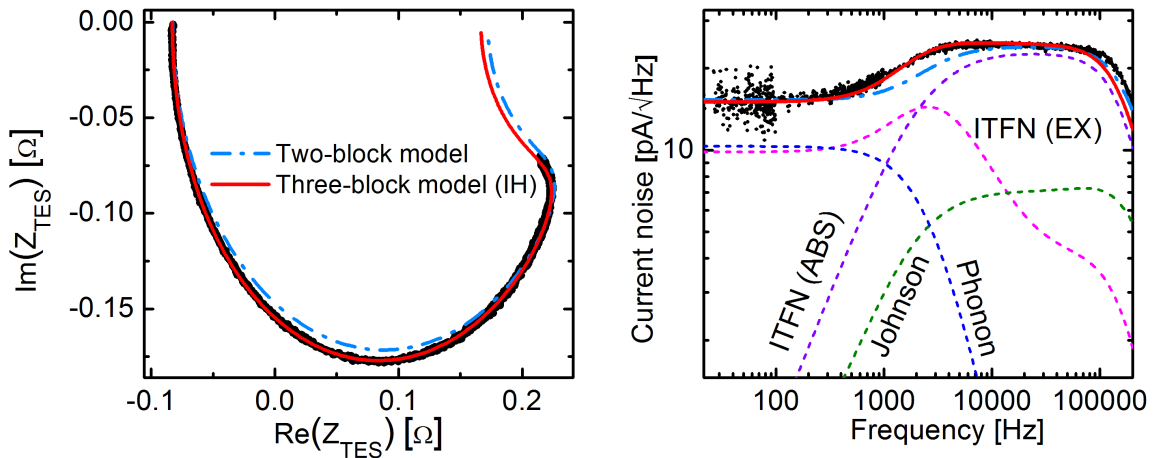 0.00
-0.05
-0.10
-0.15
Im(Z_TES) [Ω]
Two-block model
Three-block model (IH)
-0.1
0.0
0.1
0.2
Re(Z_TES) [Ω]
Current noise [pA/√Hz]
10
ITFN (EX)
ITFN (ABS)
Johnson
Phonon
100
1000
10000
100000
Frequency [Hz]